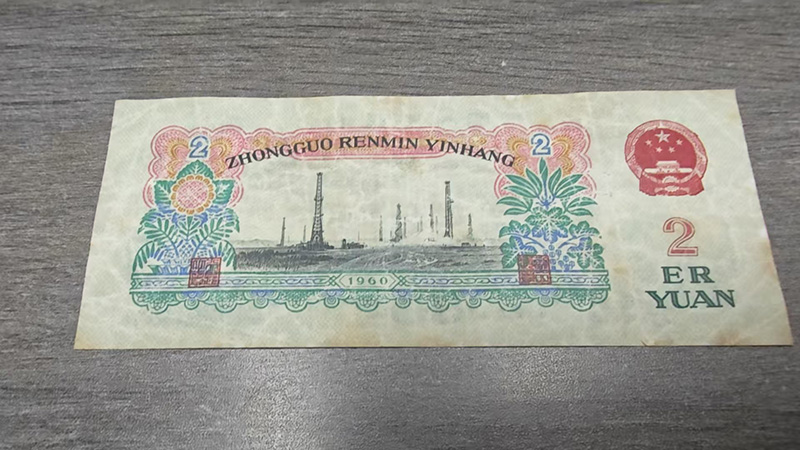 2 ZHONGGUO RENMIN YINHANG 2
1960
2
ER
YUAN